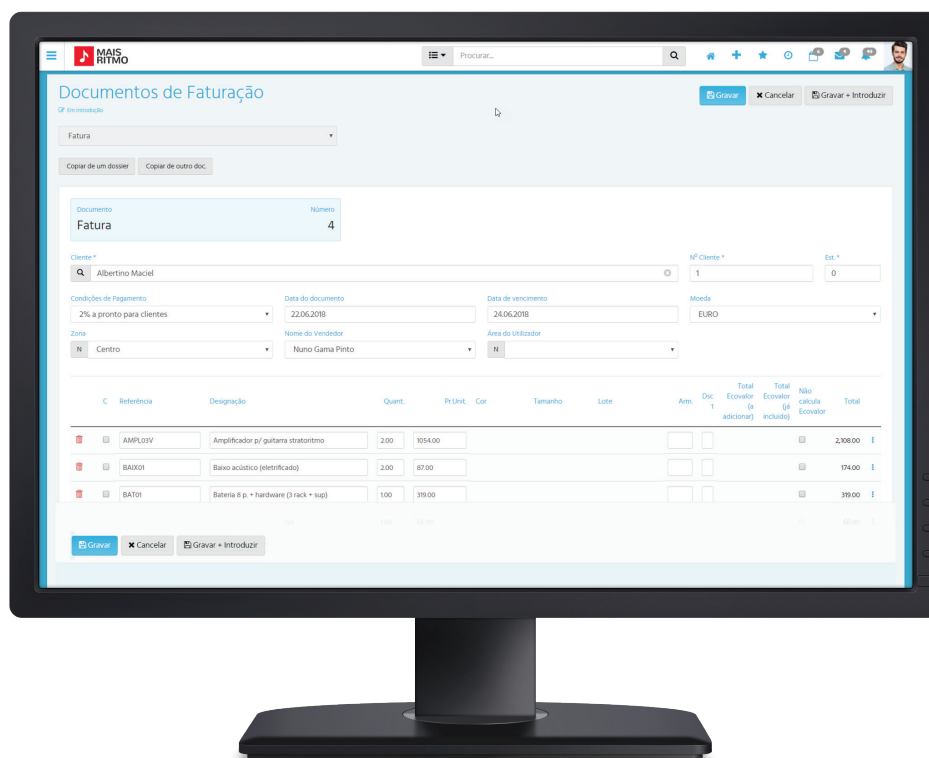 MAIS
RITMO
Procurar...
Documentos de Faturação
Em introdução
Gravar
Cancelar
Gravar + Introduzir
Fatura
Copiar de um dossier
Copiar de outro doc.
Documento
Número
Fatura
4
Cliente *
Nº Cliente *
Est. *
Albertino Maciel
1
0
Condições de Pagamento
Data do documento
Data de vencimento
Moeda
2% a pronto para clientes
22.06.2018
24.06.2018
EURO
Zona
Nome do Vendedor
Área do Utilizador
N Centro
Nuno Gama Pinto
N
C Referência Designação Quant. Pr.Unit. Cor Tamanho Lote Arm. Dsc 1 Total Ecovalor (a adicionar) Total Ecovalor (já incluido) Não calcula Ecovalor Total
AMPL03V Amplificador p/ guitarra stratoritmo 2.00 1054.00 2,108.00
BAIX01 Baixo acústico (eletrificado) 2.00 87.00 174.00
BAT01 Bateria 8 p. + hardware (3 rack + sup) 1.00 319.00 319.00
Gravar
Cancelar
Gravar + Introduzir